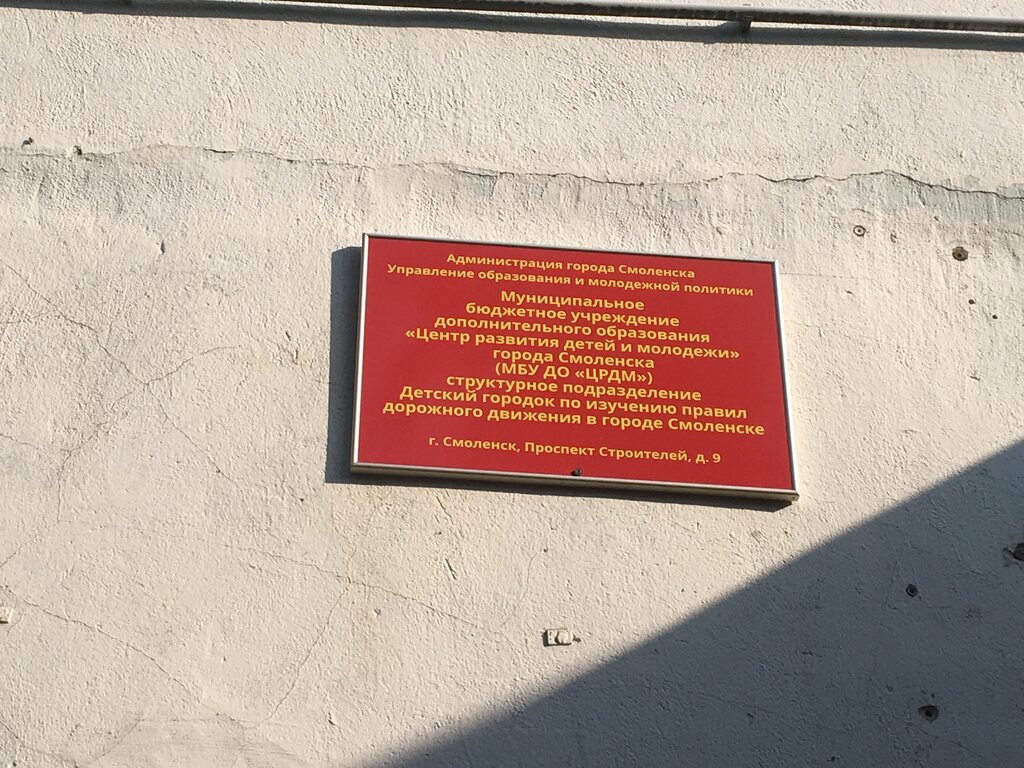 Администрация города Смоленска
Управление образования и молодежной политики
Муниципальное
бюджетное учреждение
дополнительного образования
«Центр развития детей и молодежи»
города Смоленска
(МБУ ДО «ЦРДМ»)
структурное подразделение
Детский городок по изучению правил
дорожного движения в городе Смоленске
г. Смоленск, Проспект Строителей, д. 9